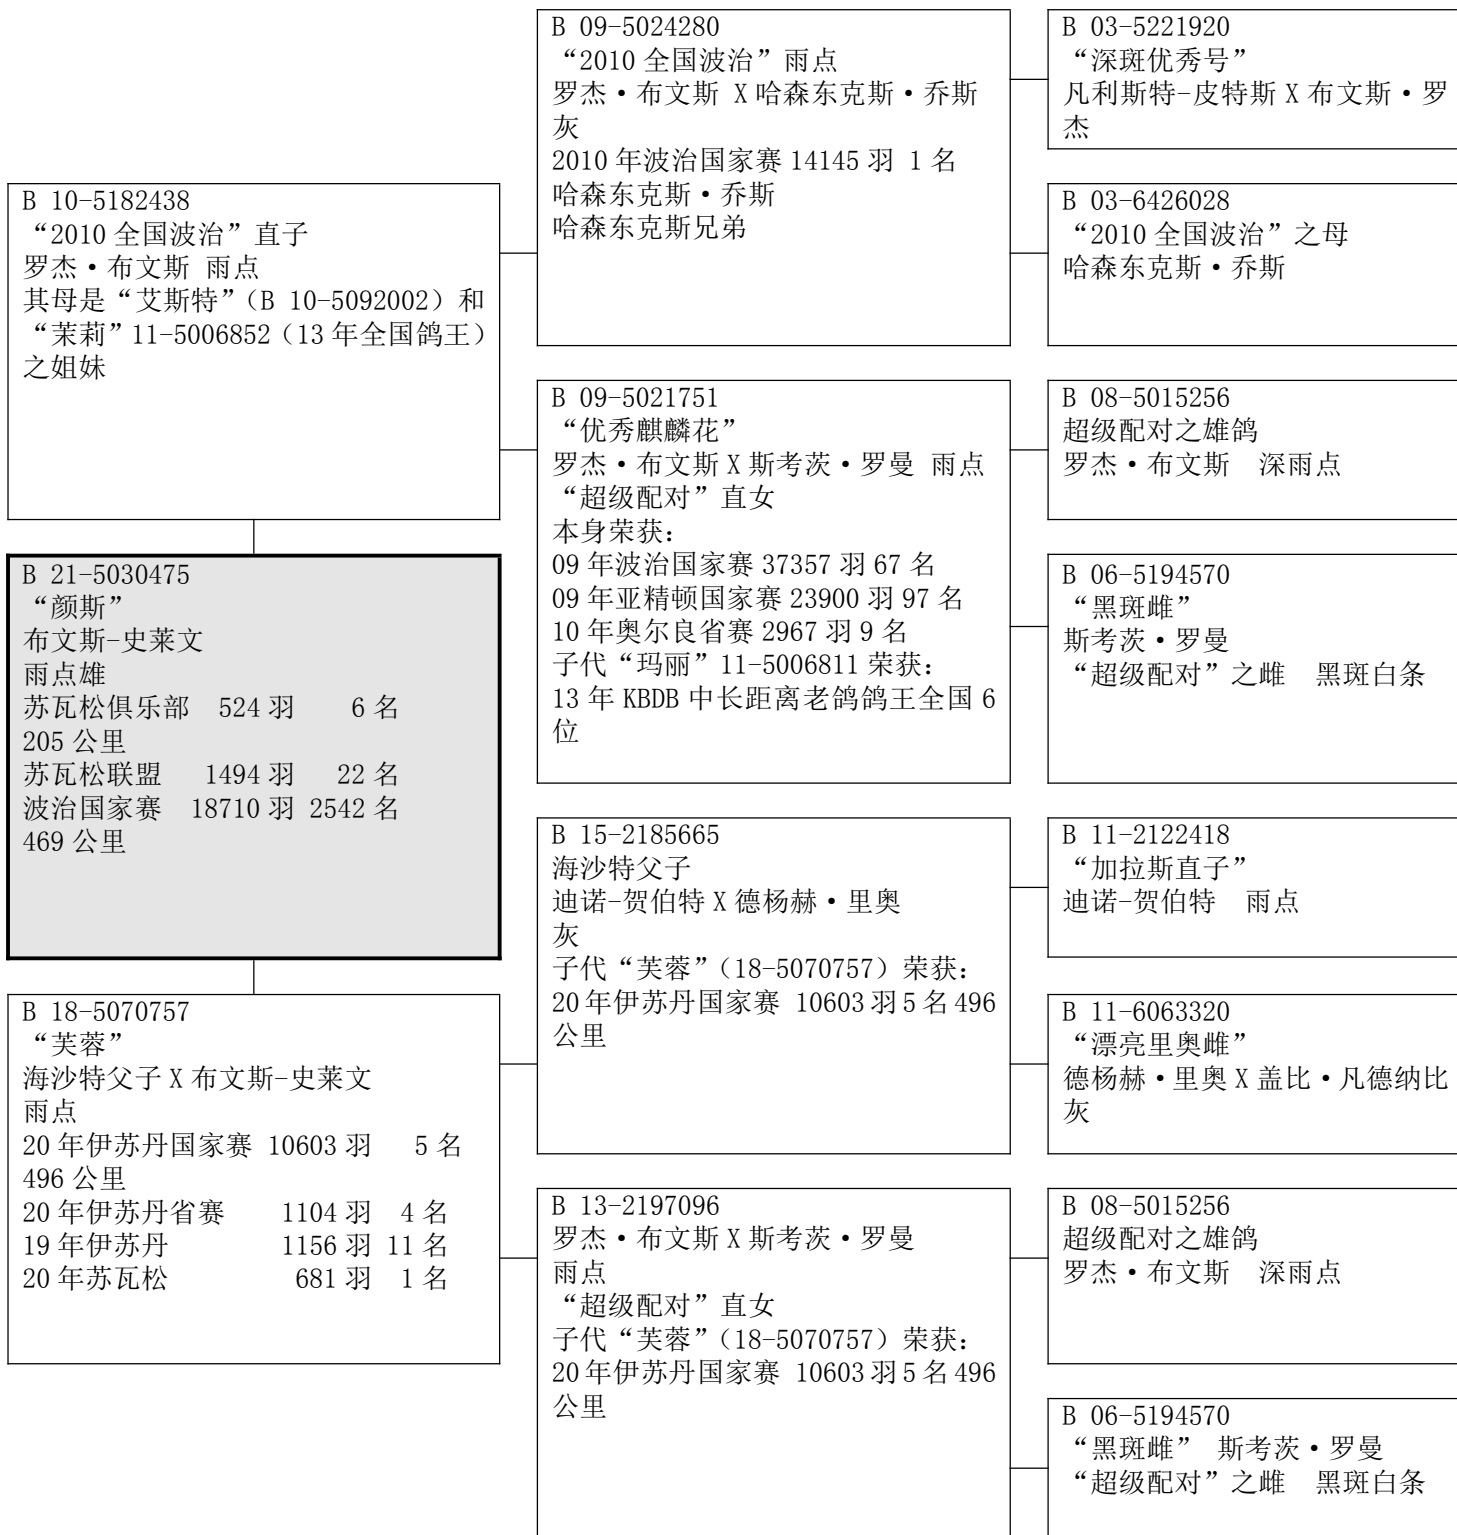 B 10-5182438
“2010 全国波治”直子
罗杰·布文斯 雨点
其母是“艾斯特”（B 10-5092002）和
“茉莉”11-5006852（13 年全国鸽王）
之姐妹
B 21-5030475
“颜斯”
布文斯-史莱文
雨点雄
苏瓦松俱乐部 524 羽 6 名
205 公里
苏瓦松联盟 1494 羽 22 名
波治国家赛 18710 羽 2542 名
469 公里
B 18-5070757
“芙蓉”
海沙特父子 X 布文斯-史莱文
雨点
20 年伊苏丹国家赛 10603 羽 5 名
496 公里
20 年伊苏丹省赛 1104 羽 4 名
19 年伊苏丹 1156 羽 11 名
20 年苏瓦松 681 羽 1 名
B 09-5024280
“2010 全国波治”雨点
罗杰·布文斯 X 哈森东克斯·乔斯
灰
2010 年波治国家赛 14145 羽 1 名
哈森东克斯·乔斯
哈森东克斯兄弟
B 09-5021751
“优秀麒麟花”
罗杰·布文斯 X 斯考茨·罗曼 雨点
“超级配对”直女
本身荣获：
09 年波治国家赛 37357 羽 67 名
09 年亚精顿国家赛 23900 羽 97 名
10 年奥尔良省赛 2967 羽 9 名
子代“玛丽”11-5006811 荣获：
13 年 KBDB 中长距离老鸽鸽王全国 6
位
B 15-2185665
海沙特父子
迪诺-贺伯特 X 德杨赫·里奥
灰
子代“芙蓉”（18-5070757）荣获：
20 年伊苏丹国家赛 10603 羽 5 名 496
公里
B 13-2197096
罗杰·布文斯 X 斯考茨·罗曼
雨点
“超级配对”直女
子代“芙蓉”（18-5070757）荣获：
20 年伊苏丹国家赛 10603 羽 5 名 496
公里
B 03-5221920
“深斑优秀号”
凡利斯特-皮特斯 X 布文斯·罗
杰
B 03-6426028
“2010 全国波治”之母
哈森东克斯·乔斯
B 08-5015256
超级配对之雄鸽
罗杰·布文斯 深雨点
B 06-5194570
“黑斑雌”
斯考茨·罗曼
“超级配对”之雌 黑斑白条
B 11-2122418
“加拉斯直子”
迪诺-贺伯特 雨点
B 11-6063320
“漂亮里奥雌”
德杨赫·里奥 X 盖比·凡德纳比
灰
B 08-5015256
超级配对之雄鸽
罗杰·布文斯 深雨点
B 06-5194570
“黑斑雌” 斯考茨·罗曼
“超级配对”之雌 黑斑白条